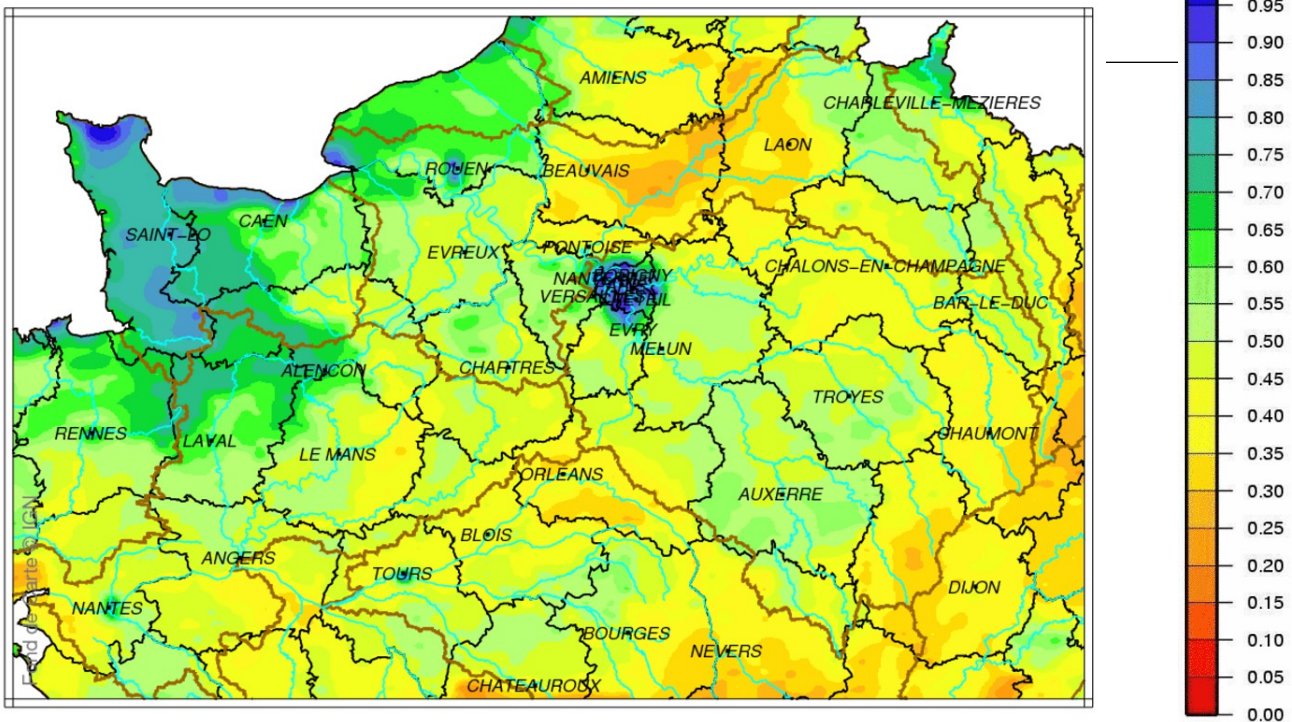 0.95
AMIENS
0.90
CHARLEVILLE-MEZIERES
0.85
LAON
0.80
ROUEN
BEAUVAIS
0.75
CAEN
0.70
SAINT-LO
EVREUX
PONTOISE
0.65
CHALONS-EN-CHAMPAGNE
0.60
BAR-LE-DUC
0.55
EVRY
MELUN
0.50
ALENCON
CHARTRES
0.45
TROYES
0.40
RENNES
LAVAL
LE MANS
CHAUMONT
0.35
ORLEANS
AUXERRE
0.30
BLOIS
0.25
ANGERS
TOURS
0.20
DIJON
NANTES
0.15
BOURGES
NEVERS
0.10
CHATEAUROUX
0.05
0.00
Fond de carte © IGN